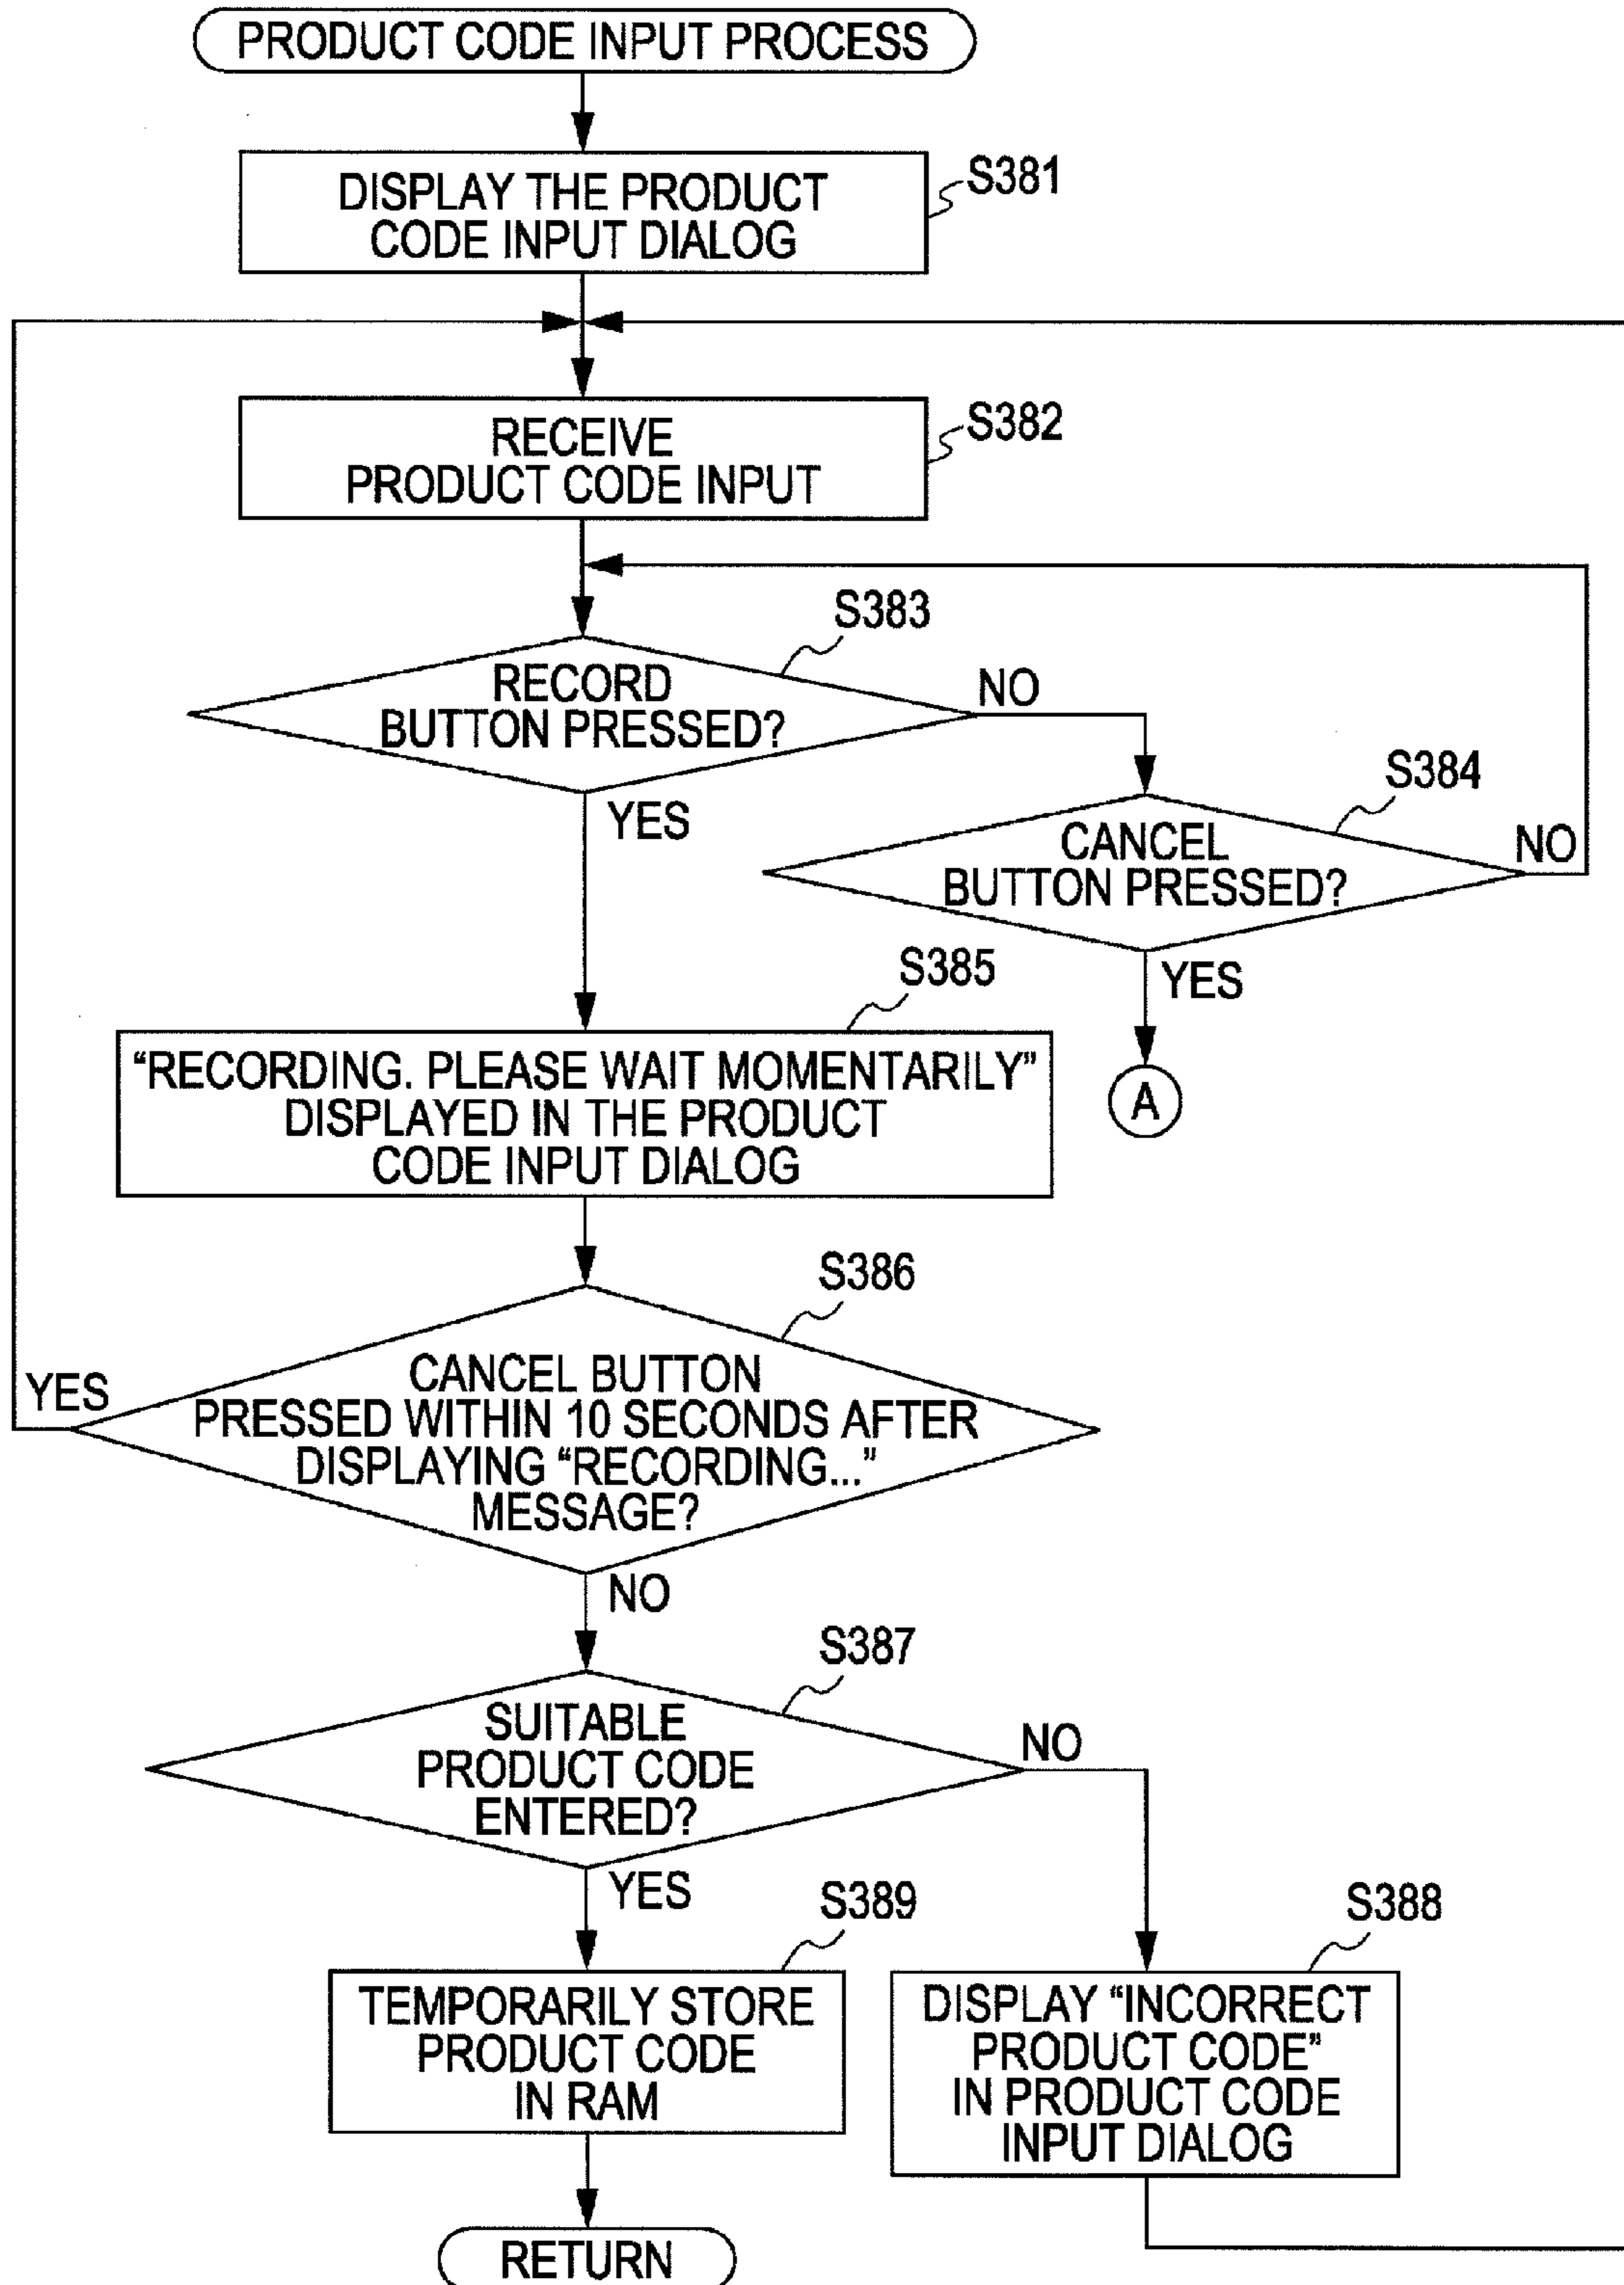 PRODUCT CODE INPUT PROCESS
S381
DISPLAY THE PRODUCT
CODE INPUT DIALOG
S382
RECEIVE
PRODUCT CODE INPUT
S383
RECORD
BUTTON PRESSED?
NO
YES
S384
CANCEL
BUTTON PRESSED?
NO
YES
A
S385
“RECORDING. PLEASE WAIT MOMENTARILY”
DISPLAYED IN THE PRODUCT
CODE INPUT DIALOG
S386
CANCEL BUTTON
PRESSED WITHIN 10 SECONDS AFTER
DISPLAYING “RECORDING...”
MESSAGE?
YES
NO
S387
SUITABLE
PRODUCT CODE
ENTERED?
NO
YES
S389
TEMPORARILY STORE
PRODUCT CODE
IN RAM
S388
DISPLAY “INCORRECT
PRODUCT CODE”
IN PRODUCT CODE
INPUT DIALOG
RETURN